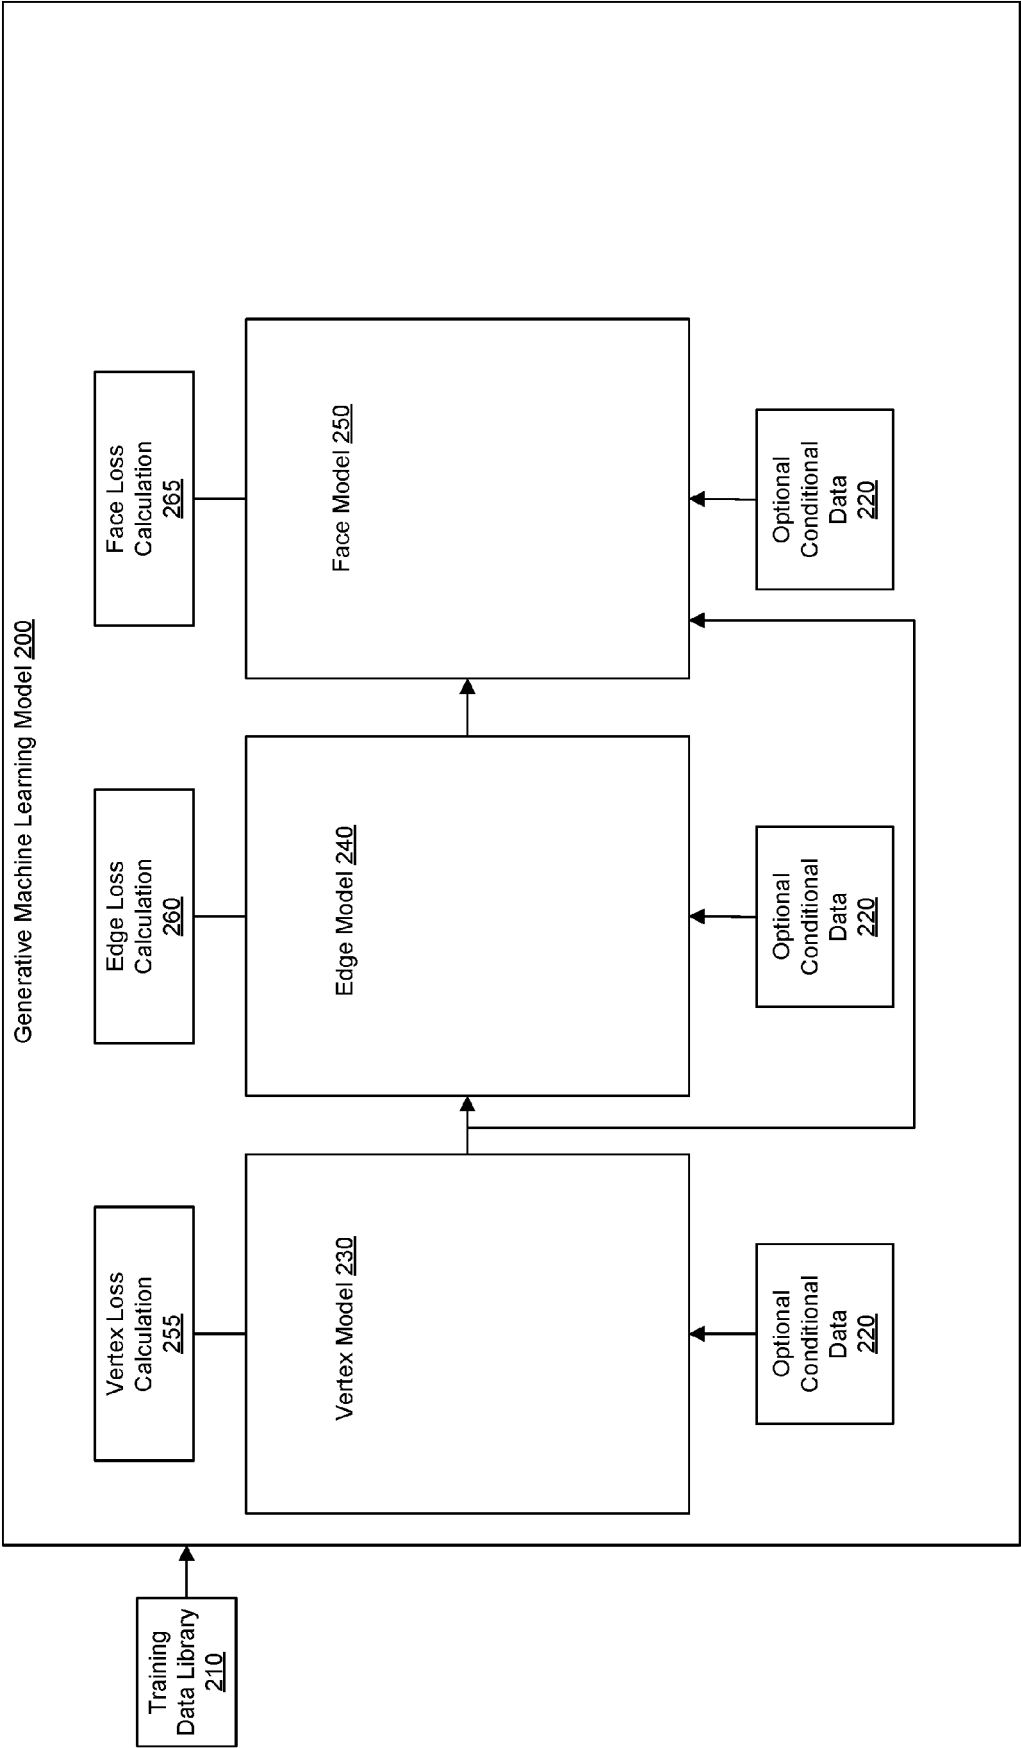 Generative Machine Learning Model 200
Training
Data Library
210
Vertex Loss
Calculation
255
Edge Loss
Calculation
260
Face Loss
Calculation
265
Vertex Model 230
Edge Model 240
Face Model 250
Optional
Conditional
Data
220
Optional
Conditional
Data
220
Optional
Conditional
Data
220